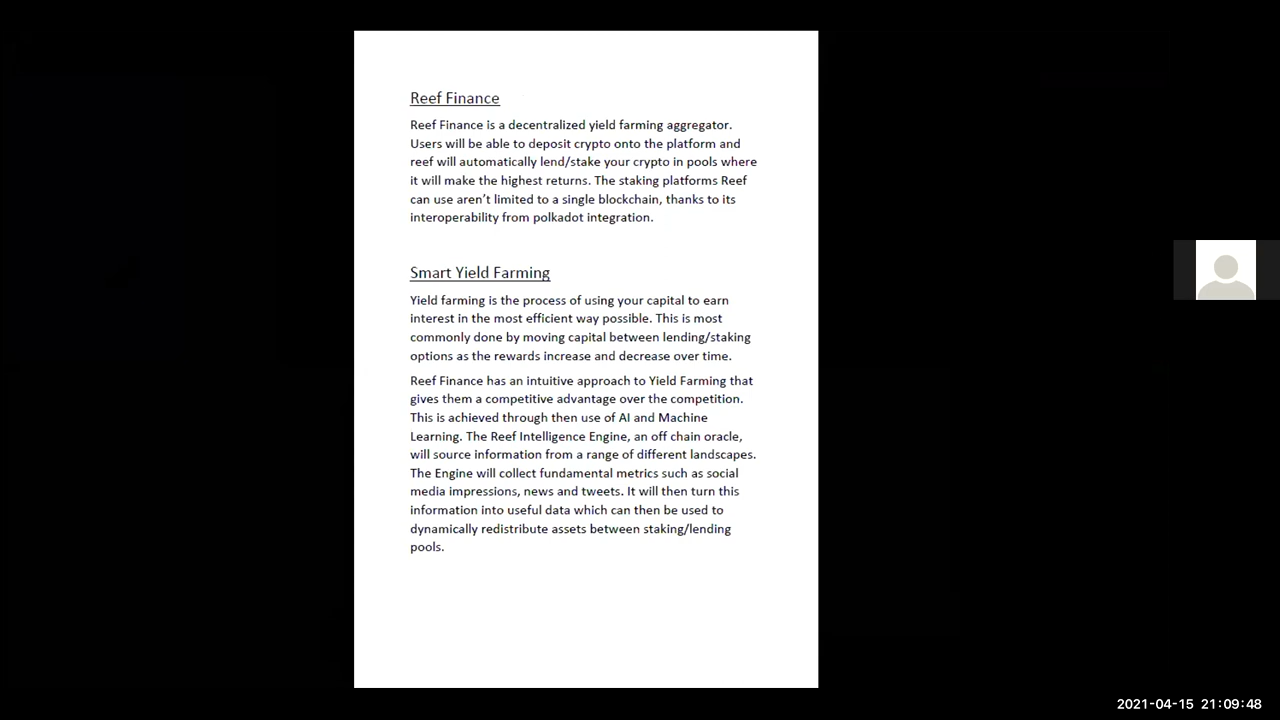 Reef Finance
Reef Finance is a decentralized yield farming aggregator.
Users will be able to deposit crypto onto the platform and
reef will automatically lend/stake your crypto in pools where
it will make the highest returns. The staking platforms Reef
can use aren’t limited to a single blockchain, thanks to its
interoperability from polkadot integration.
Smart Yield Farming
Yield farming is the process of using your capital to earn
interest in the most efficient way possible. This is most
commonly done by moving capital between lending/staking
options as the rewards increase and decrease over time.
Reef Finance has an intuitive approach to Yield Farming that
gives them a competitive advantage over the competition.
This is achieved through then use of AI and Machine
Learning. The Reef Intelligence Engine, an off chain oracle,
will source information from a range of different landscapes.
The Engine will collect fundamental metrics such as social
media impressions, news and tweets. It will then turn this
information into useful data which can then be used to
dynamically redistribute assets between staking/lending
pools.
2021-04-15 21:09:48